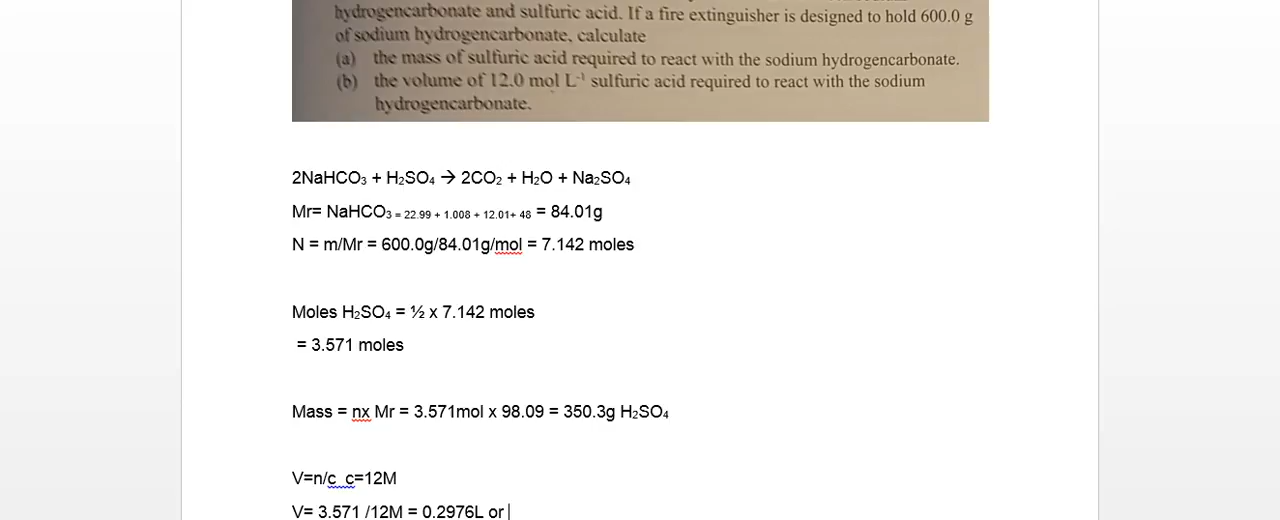 hydrogencarbonate and sulfuric acid. If a fire extinguisher is designed to hold 600.0 g
of sodium hydrogencarbonate, calculate
(a) the mass of sulfuric acid required to react with the sodium hydrogencarbonate.
(b) the volume of 12.0 mol L⁻¹ sulfuric acid required to react with the sodium
hydrogencarbonate.
2NaHCO₃ + H₂SO₄ → 2CO₂ + H₂O + Na₂SO₄
Mr= NaHCO₃ = 22.99 + 1.008 + 12.01+ 48 = 84.01g
N = m/Mr = 600.0g/84.01g/mol = 7.142 moles
Moles H₂SO₄ = ½ x 7.142 moles
= 3.571 moles
Mass = nx Mr = 3.571mol x 98.09 = 350.3g H₂SO₄
V=n/c c=12M
V= 3.571 /12M = 0.2976L or